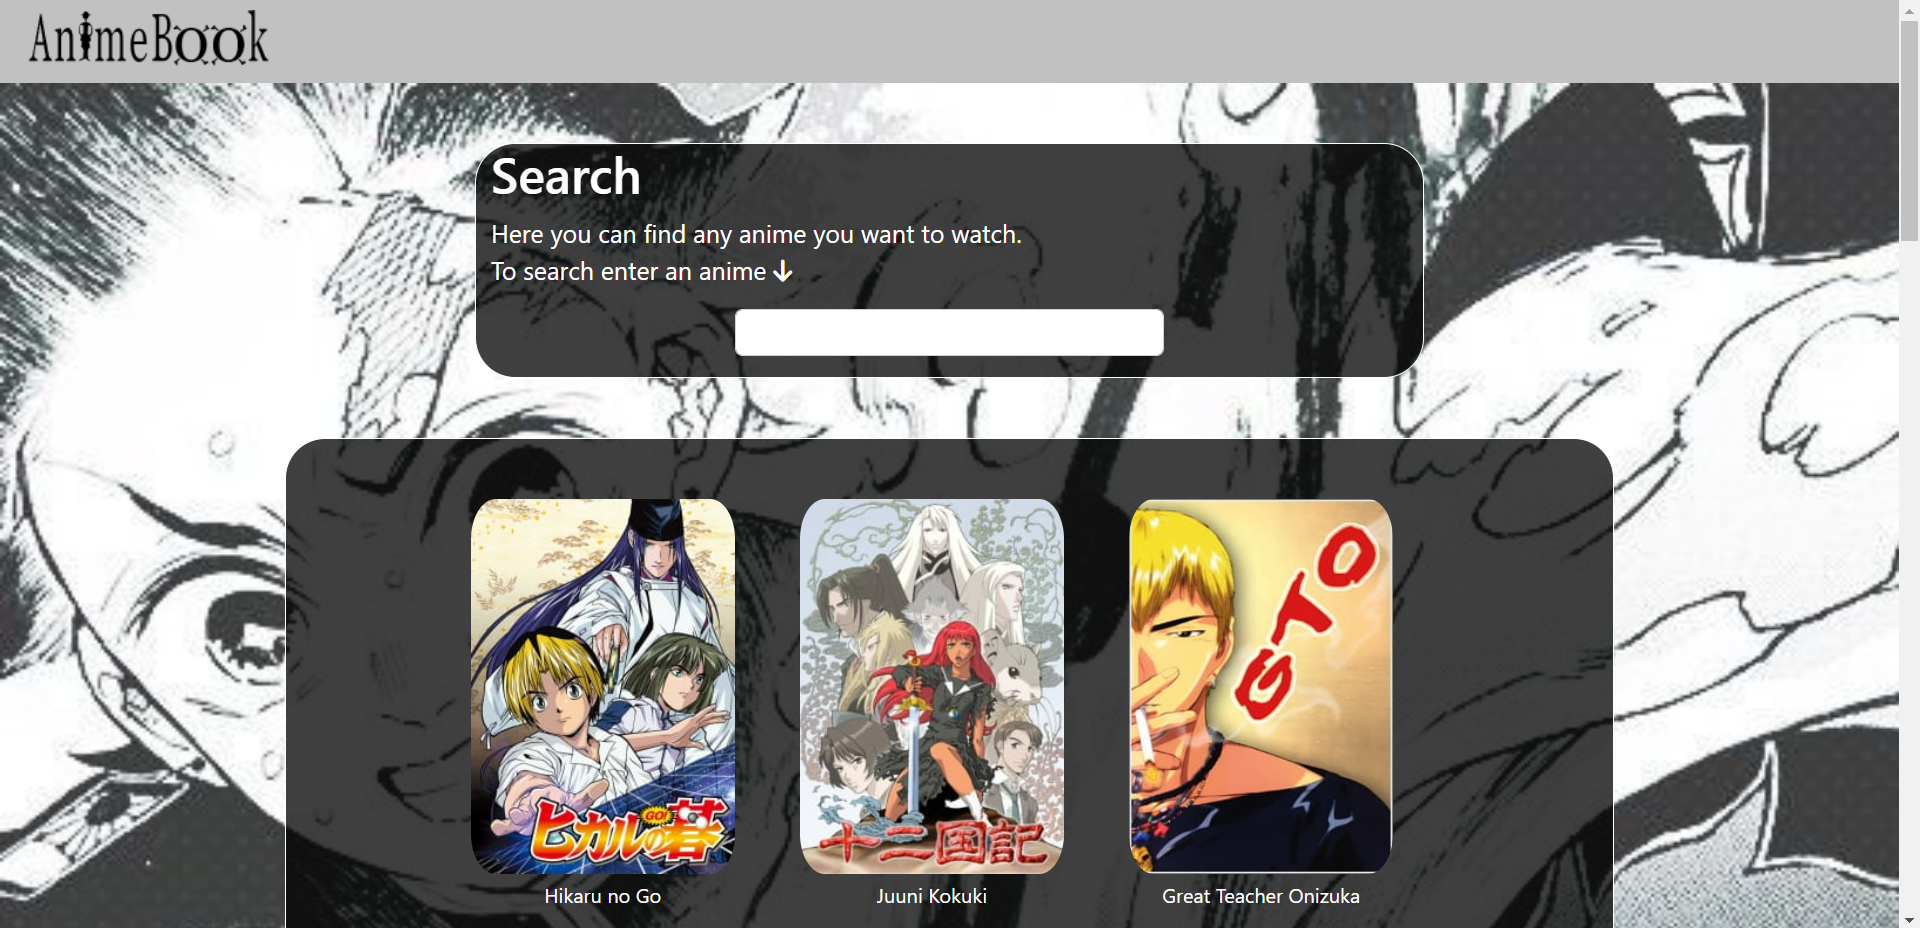 AnimeBook
Search
Here you can find any anime you want to watch.
To search enter an anime
ヒカルの碁
GO!
十二国記
GTO
Hikaru no Go
Juuni Kokuki
Great Teacher Onizuka